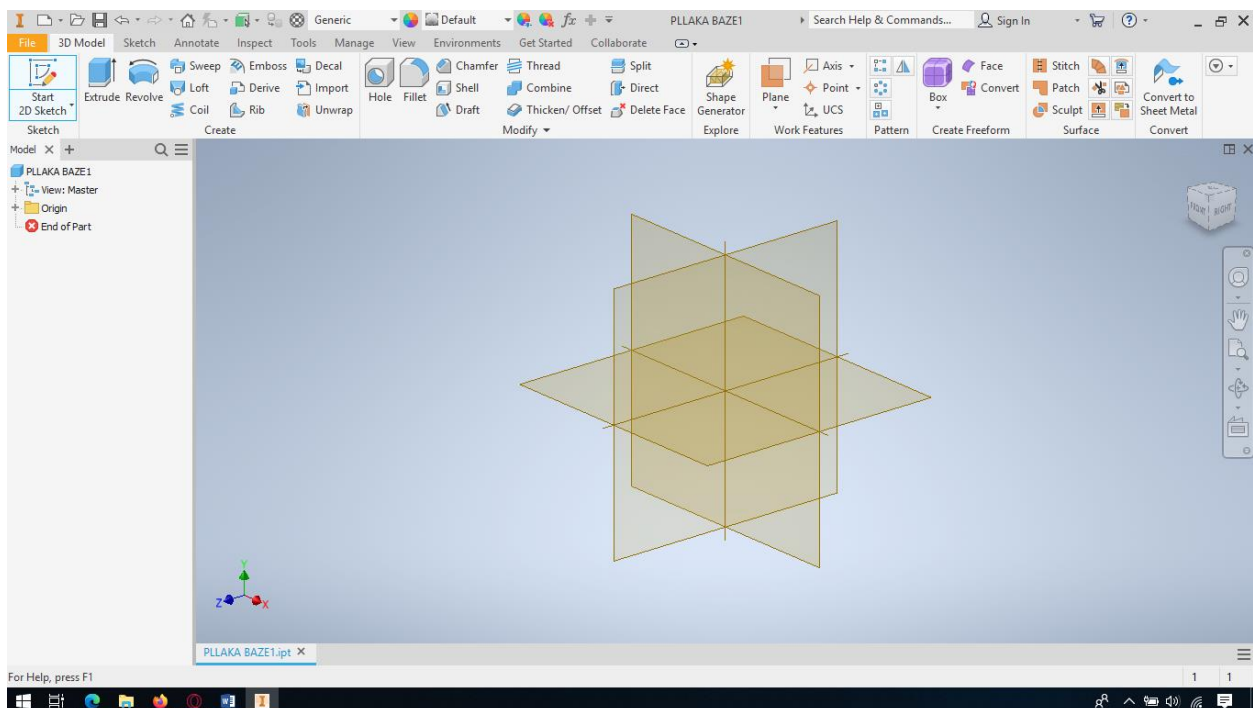 Generic Default fx PLLAKA BAZE1 Search Help & Commands... Sign In
File 3D Model Sketch Annotate Inspect Tools Manage View Environments Get Started Collaborate
Start 2D Sketch
Extrude Revolve
Sweep Emboss Decal
Loft Derive Import
Coil Rib Unwrap
Hole Fillet
Chamfer Thread Split
Shell Combine Direct
Draft Thicken/ Offset Delete Face
Shape Generator
Plane
Axis
Point
UCS
Box
Face
Convert
Stitch
Patch
Sculpt
Convert to Sheet Metal
Sketch Create Modify Explore Work Features Pattern Create Freeform Surface Convert
Model
PLLAKA BAZE1
View: Master
Origin
End of Part
FRONT RIGHT
Y
Z X
PLLAKA BAZE1.ipt
For Help, press F1 1 1